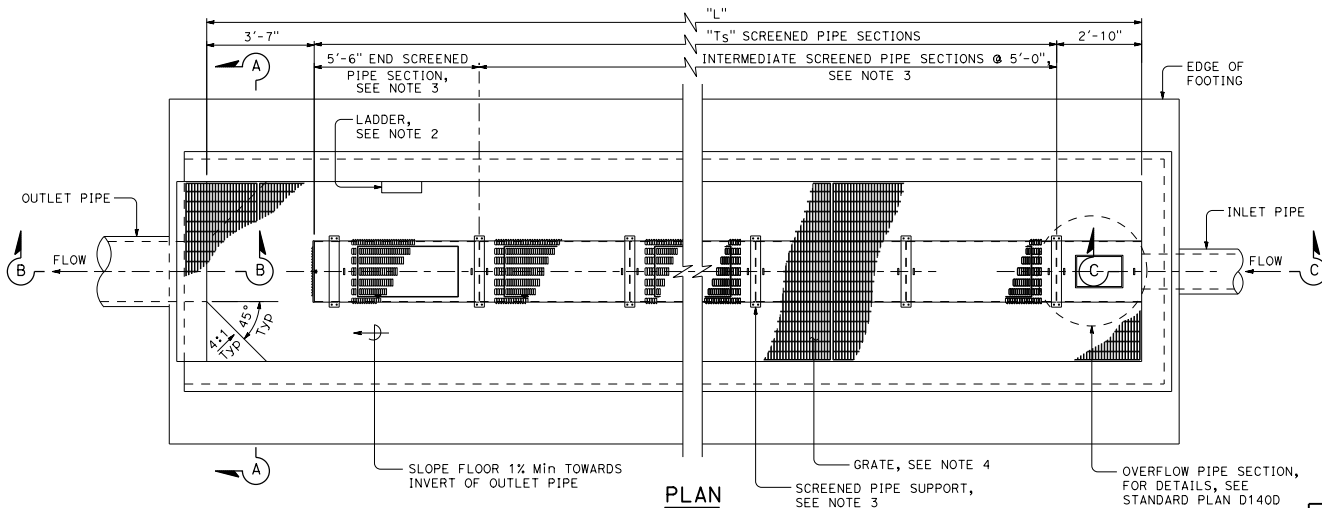 "L"
3'-7"
"Ts" SCREENED PIPE SECTIONS
2'-10"
5'-6" END SCREENED
PIPE SECTION,
SEE NOTE 3
INTERMEDIATE SCREENED PIPE SECTIONS @ 5'-0",
SEE NOTE 3
A
EDGE OF
FOOTING
LADDER,
SEE NOTE 2
OUTLET PIPE
INLET PIPE
B
FLOW
B
C
FLOW
C
45°
Typ
4:1
Typ
A
SLOPE FLOOR 1% Min TOWARDS
INVERT OF OUTLET PIPE
GRATE, SEE NOTE 4
SCREENED PIPE SUPPORT,
SEE NOTE 3
OVERFLOW PIPE SECTION,
FOR DETAILS, SEE
STANDARD PLAN D140D
PLAN